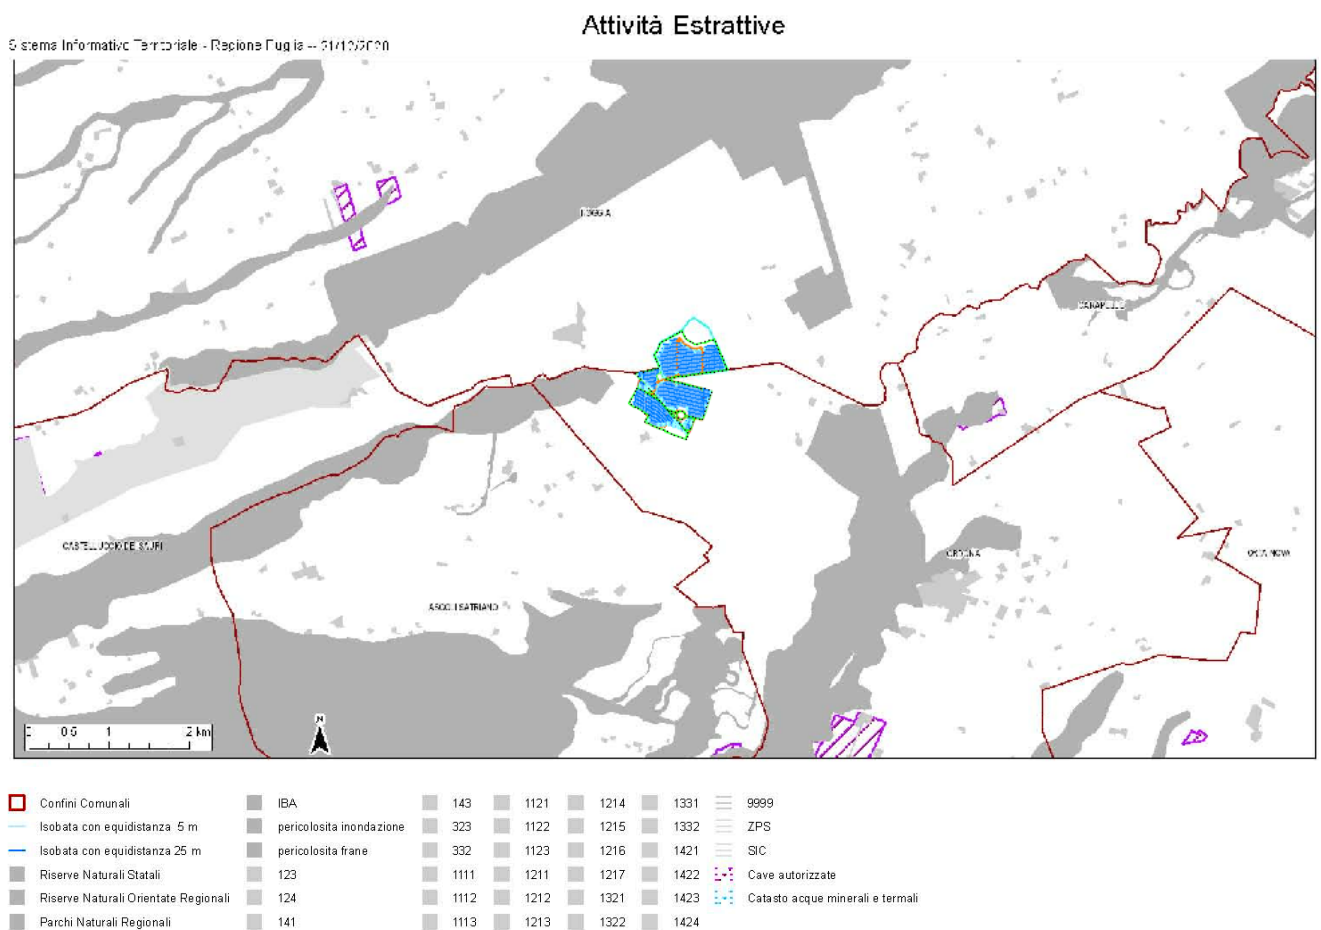 Attività Estrattive
Sistema Informativo Territoriale - Regione Puglia --
FOGGIA
CARAPELLE
CASTELLUCCIO DEI SAURI
ORDONA
ORTA NOVA
ASCOLI SATRIANO
N
0 0.5 1 2 km
Confini Comunali
Isobata con equidistanza 5 m
Isobata con equidistanza 25 m
Riserve Naturali Statali
Riserve Naturali Orientate Regionali
Parchi Naturali Regionali
IBA
pericolosita inondazione
pericolosita frane
123
124
141
143
323
332
1111
1112
1113
1121
1122
1123
1211
1212
1213
1214
1215
1216
1217
1321
1322
1331
1332
1421
1422
1423
1424
9999
ZPS
SIC
Cave autorizzate
Catasto acque minerali e termali